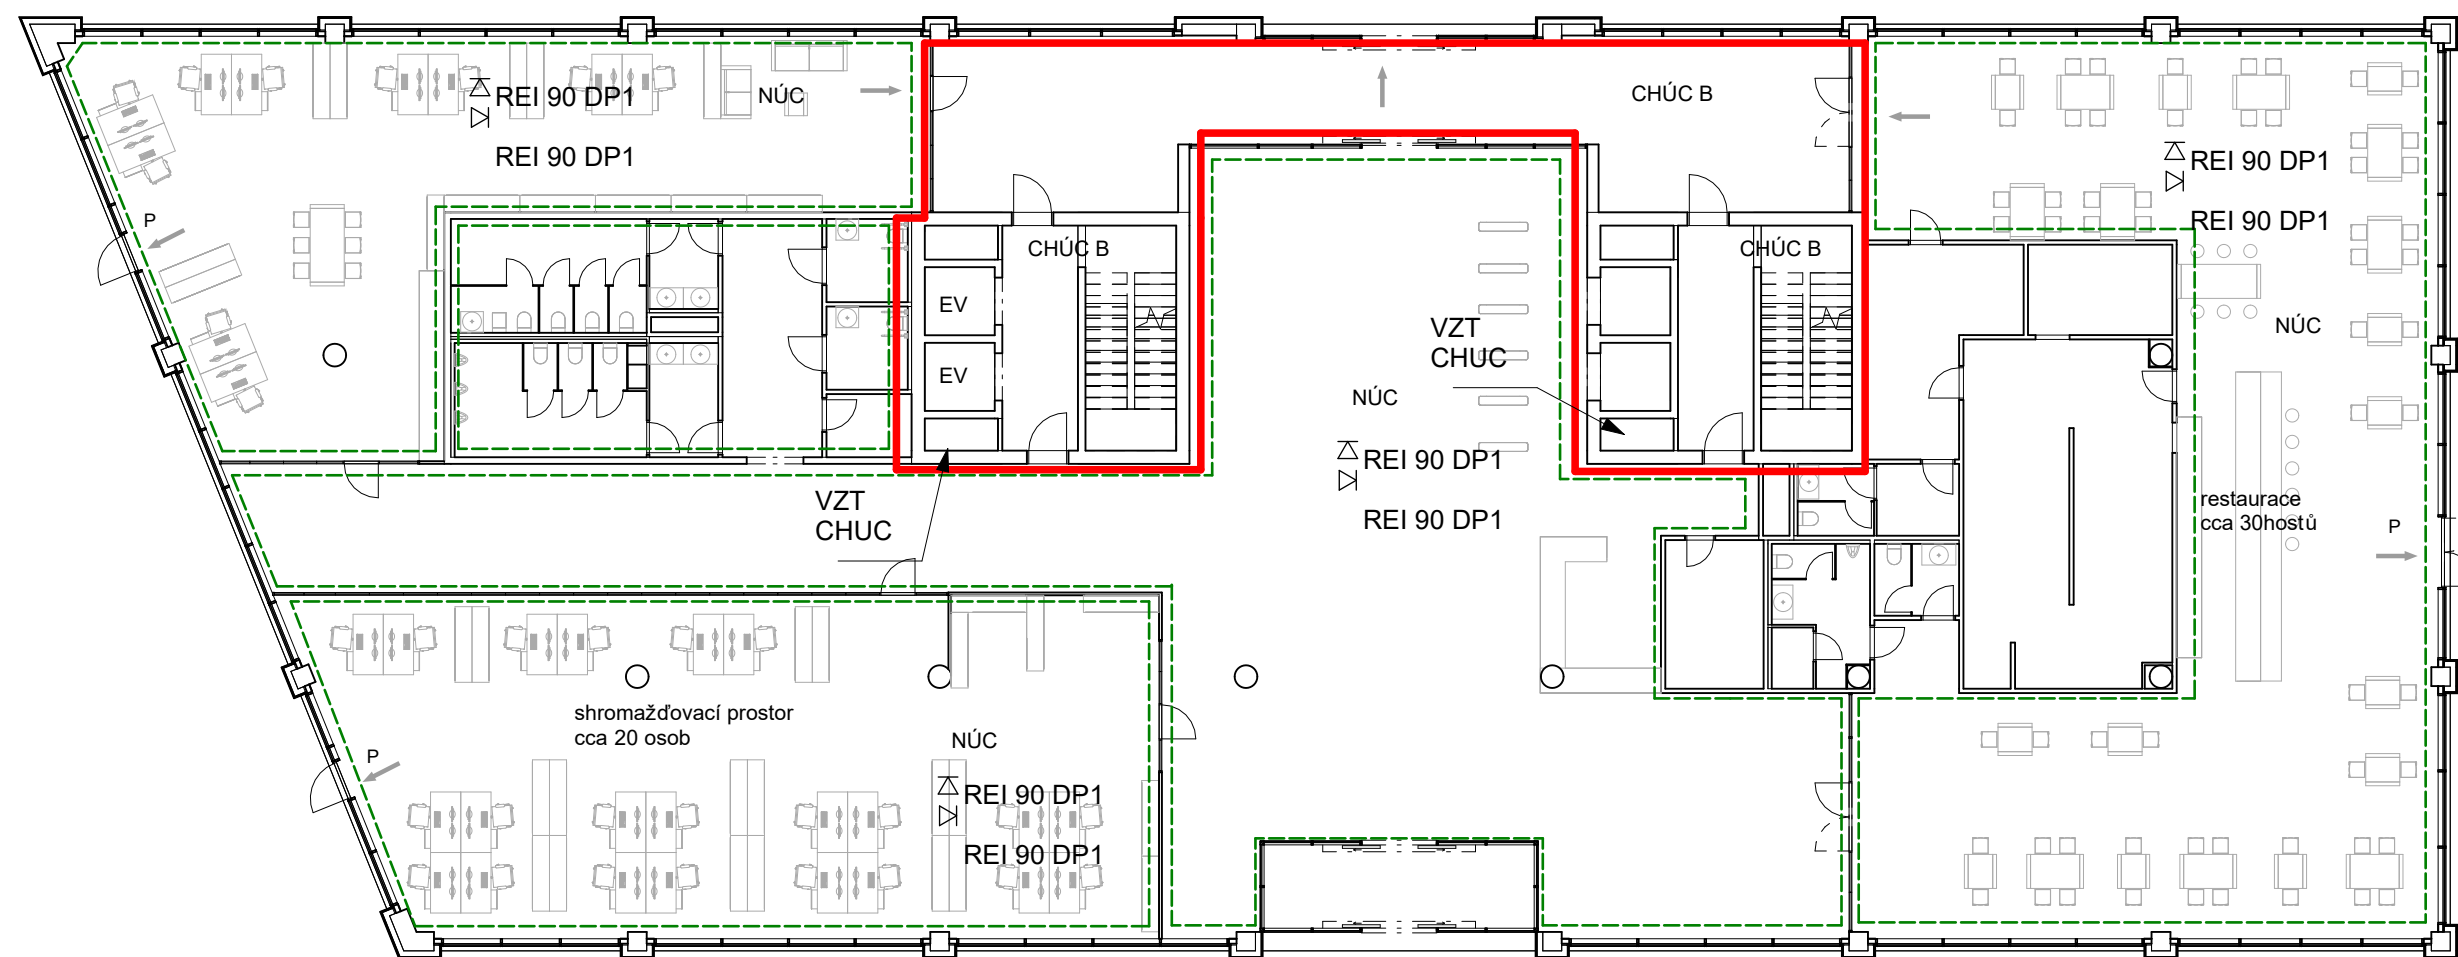 NÚC
REI 90 DP1
REI 90 DP1
CHÚC B
REI 90 DP1
REI 90 DP1
P
CHÚC B
CHÚC B
EV
EV
VZT
CHUC
NÚC
NÚC
REI 90 DP1
REI 90 DP1
VZT
CHUC
restaurace
cca 30hostů
P
shromažďovací prostor
cca 20 osob
NÚC
P
REI 90 DP1
REI 90 DP1